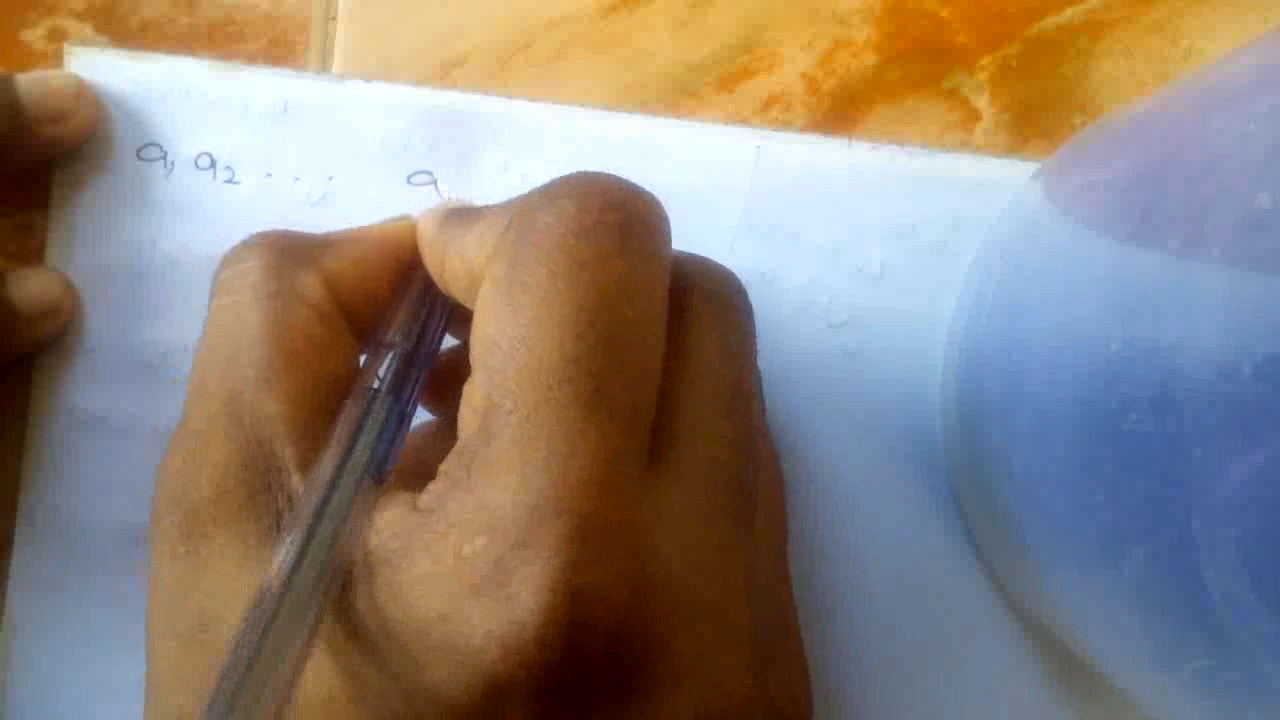 a₁, a₂ ...., a